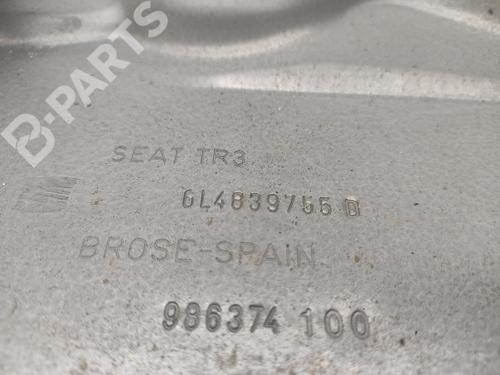 B-PARTS
SEAT TR3
6L4839755 D
BROSE-SPAIN
986374 100